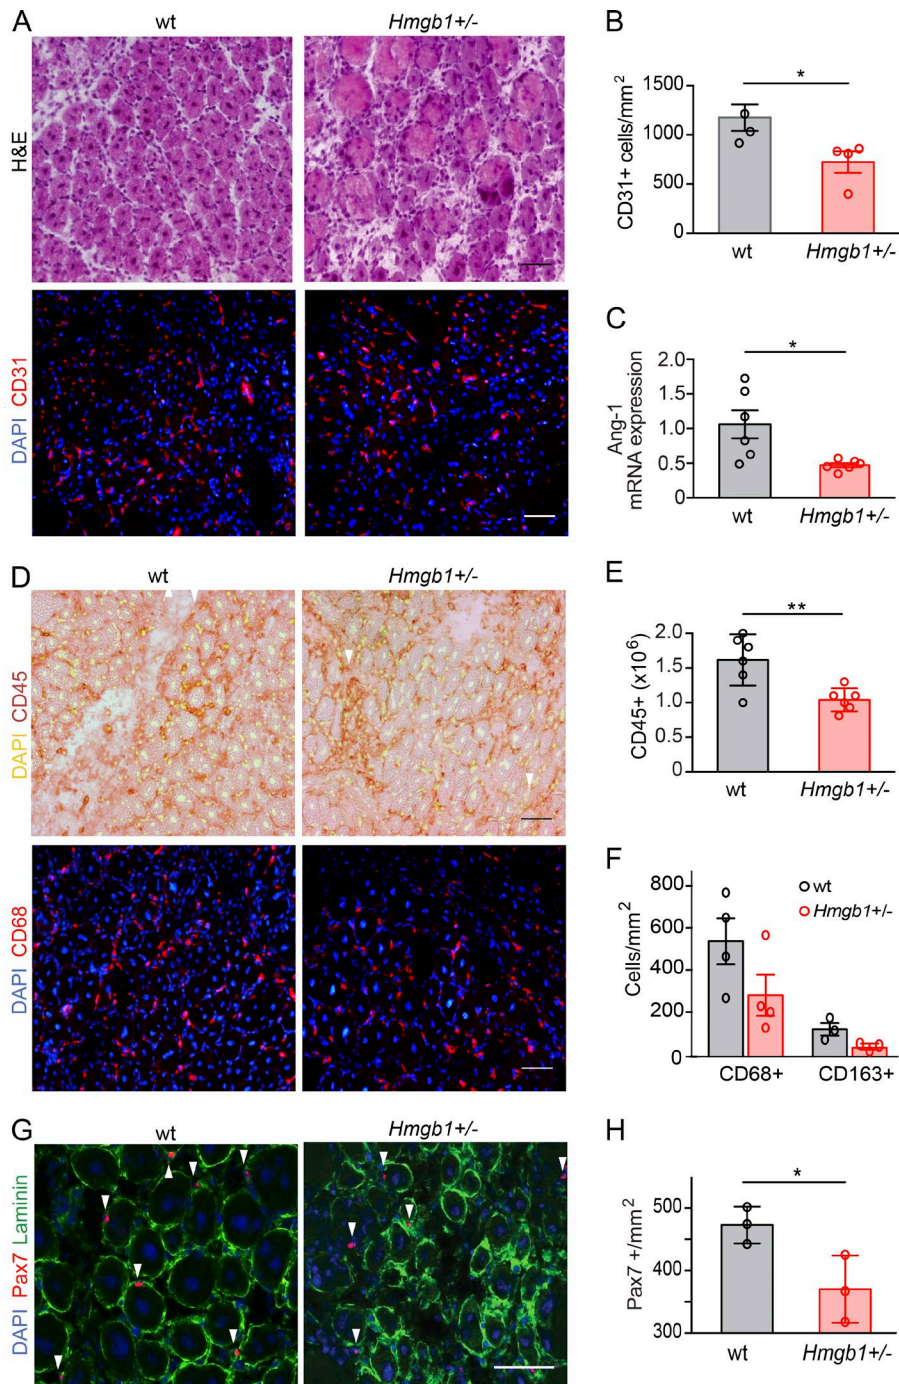 A
wt
Hmgb1+/-
H&E
DAPI CD31
B
CD31+ cells/mm2
1500
1000
500
0
*
wt
Hmgb1+/-
C
Ang-1
mRNA expression
2.0
1.5
1.0
0.5
0
*
wt
Hmgb1+/-
D
wt
Hmgb1+/-
DAPI CD45
DAPI CD68
E
CD45+ (x10⁶)
2.0
1.5
1.0
0.5
0
**
wt
Hmgb1+/-
F
Cells/mm²
800
600
400
200
0
wt
Hmgb1+/-
CD68+
CD163+
G
wt
Hmgb1+/-
DAPI Pax7 Laminin
H
Pax7 +/mm²
500
450
400
300
*
wt
Hmgb1+/-